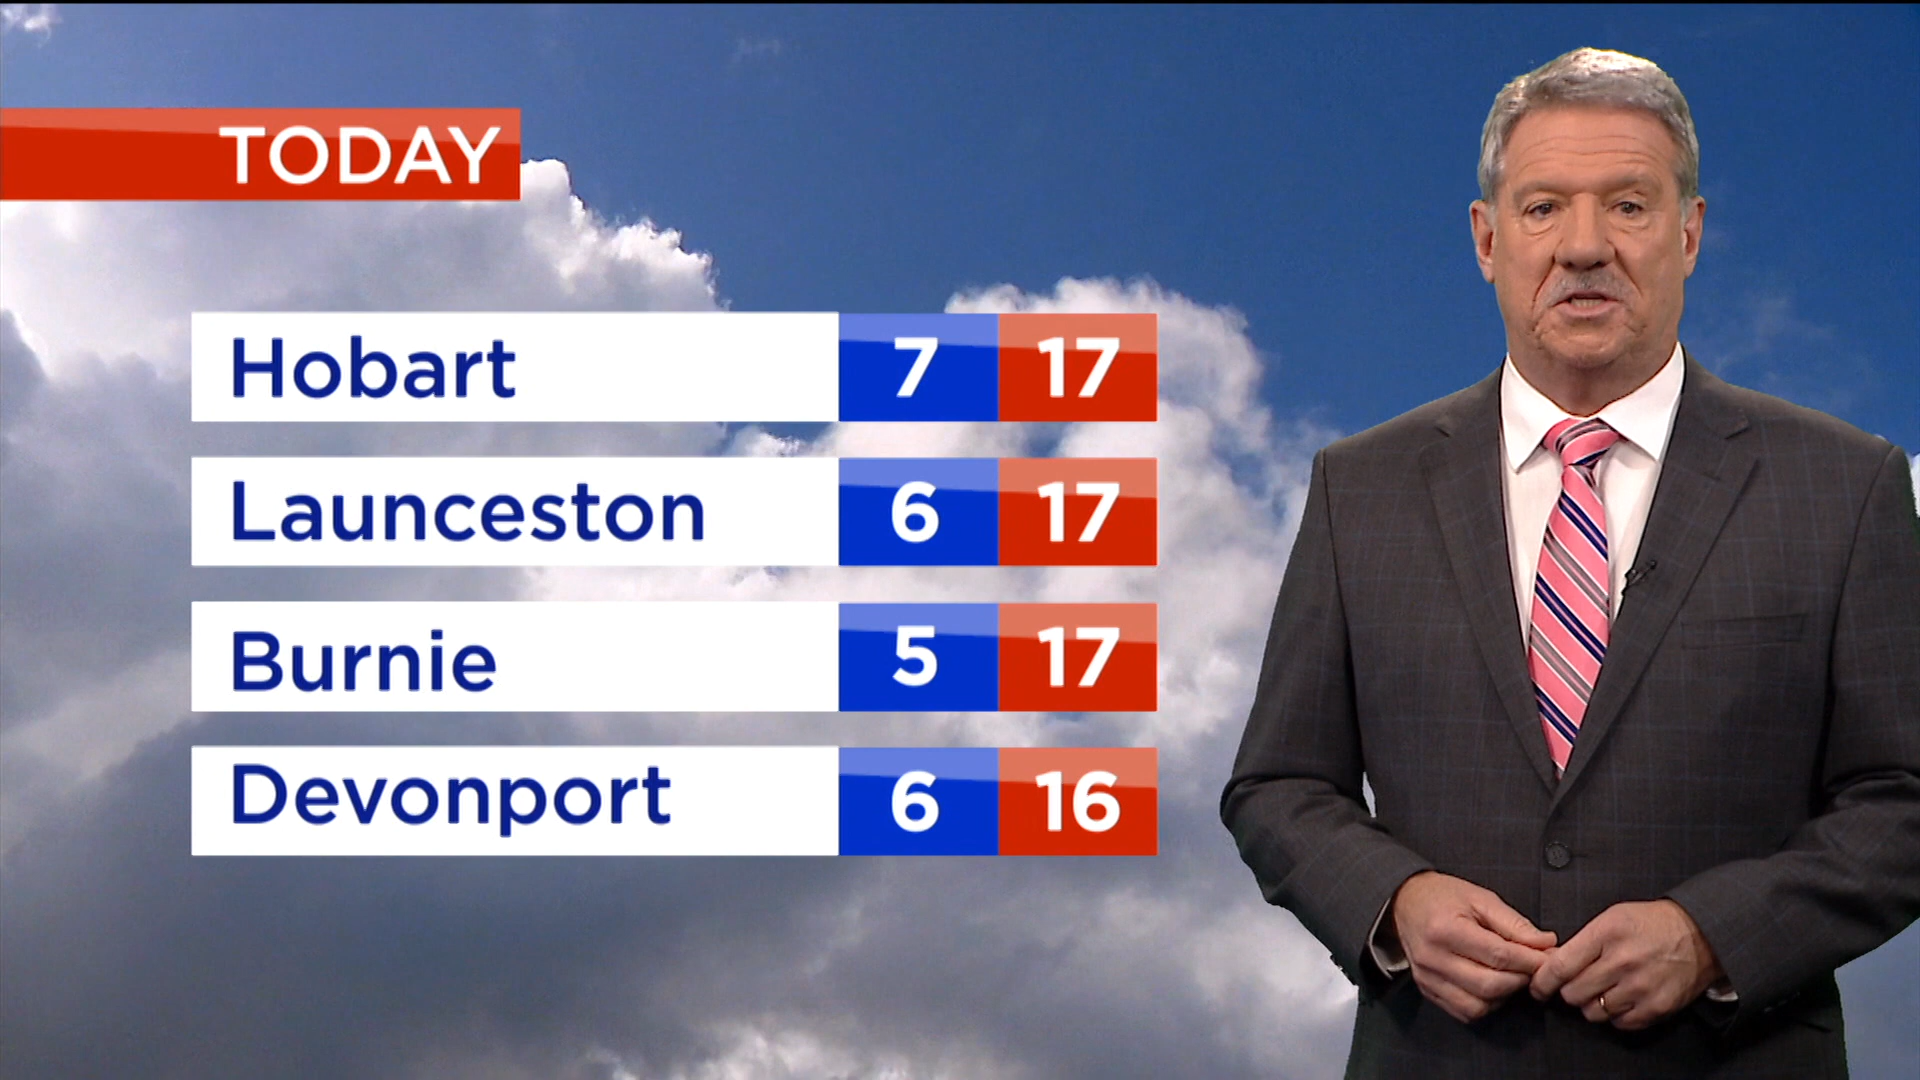 TODAY
Hobart 7 17
Launceston 6 17
Burnie 5 17
Devonport 6 16